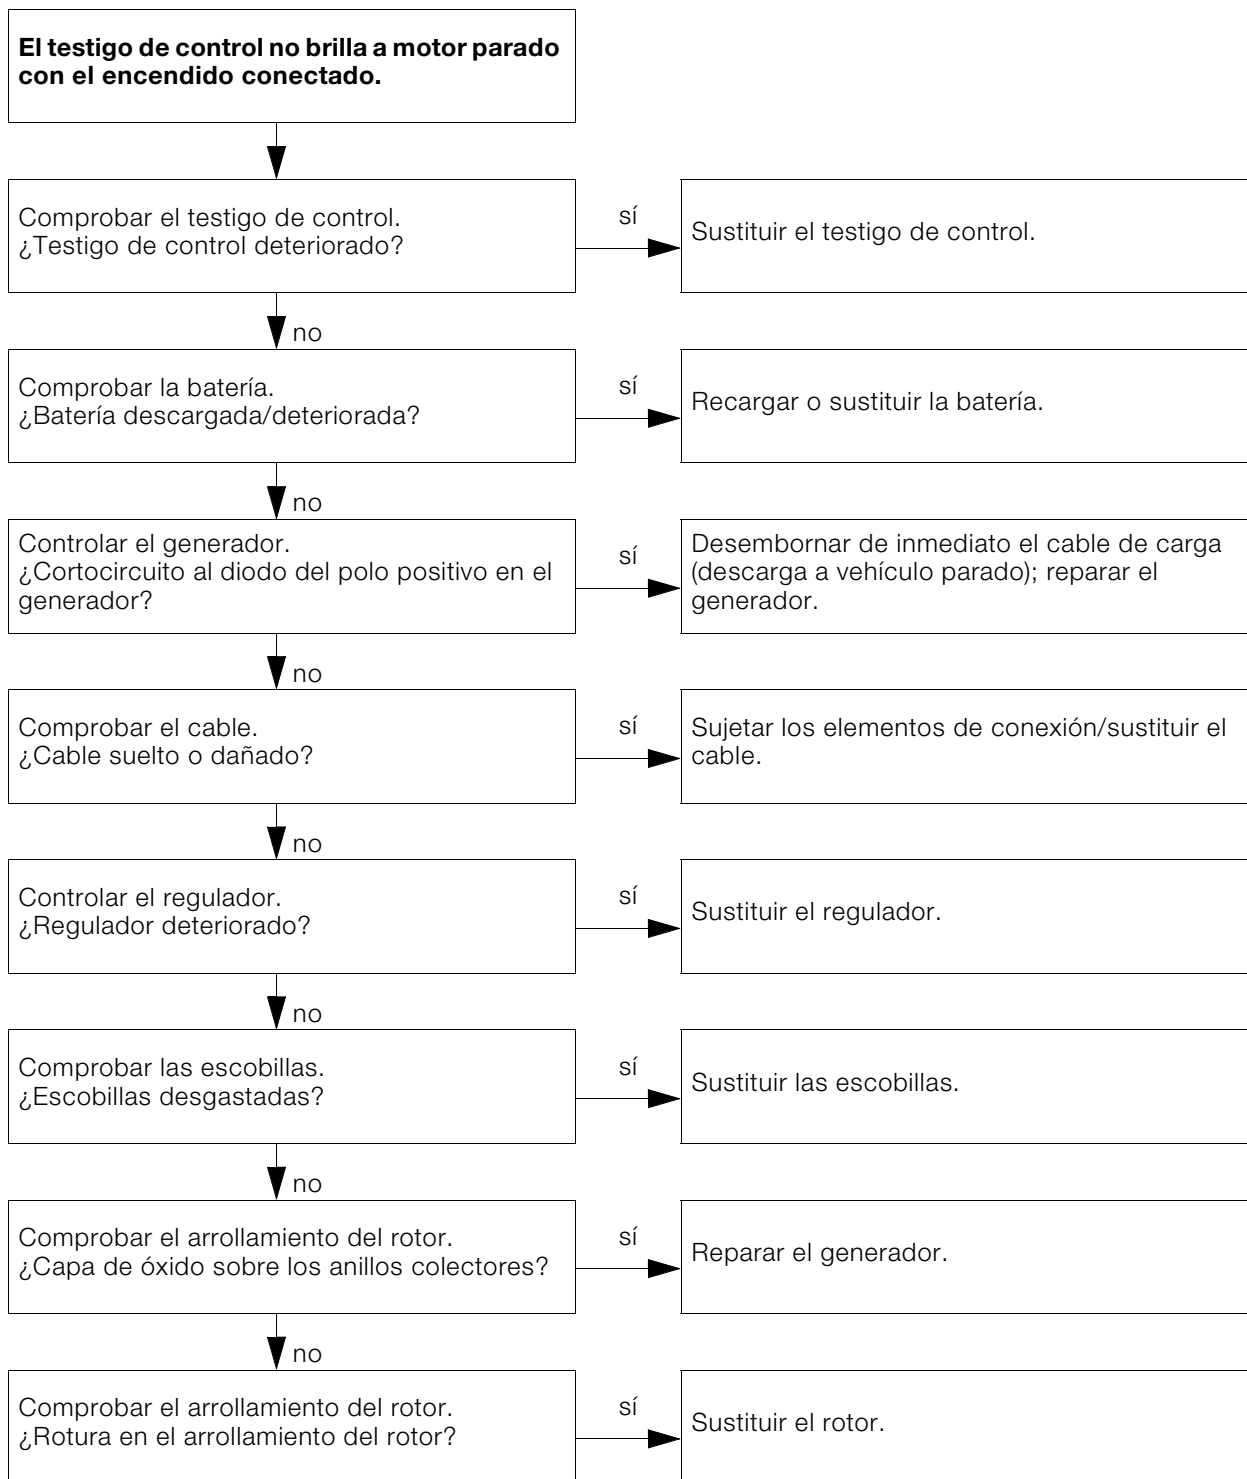 El testigo de control no brilla a motor parado
con el encendido conectado.
Comprobar el testigo de control.
¿Testigo de control deteriorado?
sí
Sustituir el testigo de control.
no
Comprobar la batería.
¿Batería descargada/deteriorada?
sí
Recargar o sustituir la batería.
no
Controlar el generador.
¿Cortocircuito al diodo del polo positivo en el
generador?
sí
Desembornar de inmediato el cable de carga
(descarga a vehículo parado); reparar el
generador.
no
Comprobar el cable.
¿Cable suelto o dañado?
sí
Sujetar los elementos de conexión/sustituir el
cable.
no
Controlar el regulador.
¿Regulador deteriorado?
sí
Sustituir el regulador.
no
Comprobar las escobillas.
¿Escobillas desgastadas?
sí
Sustituir las escobillas.
no
Comprobar el arrollamiento del rotor.
¿Capa de óxido sobre los anillos colectores?
sí
Reparar el generador.
no
Comprobar el arrollamiento del rotor.
¿Rotura en el arrollamiento del rotor?
sí
Sustituir el rotor.